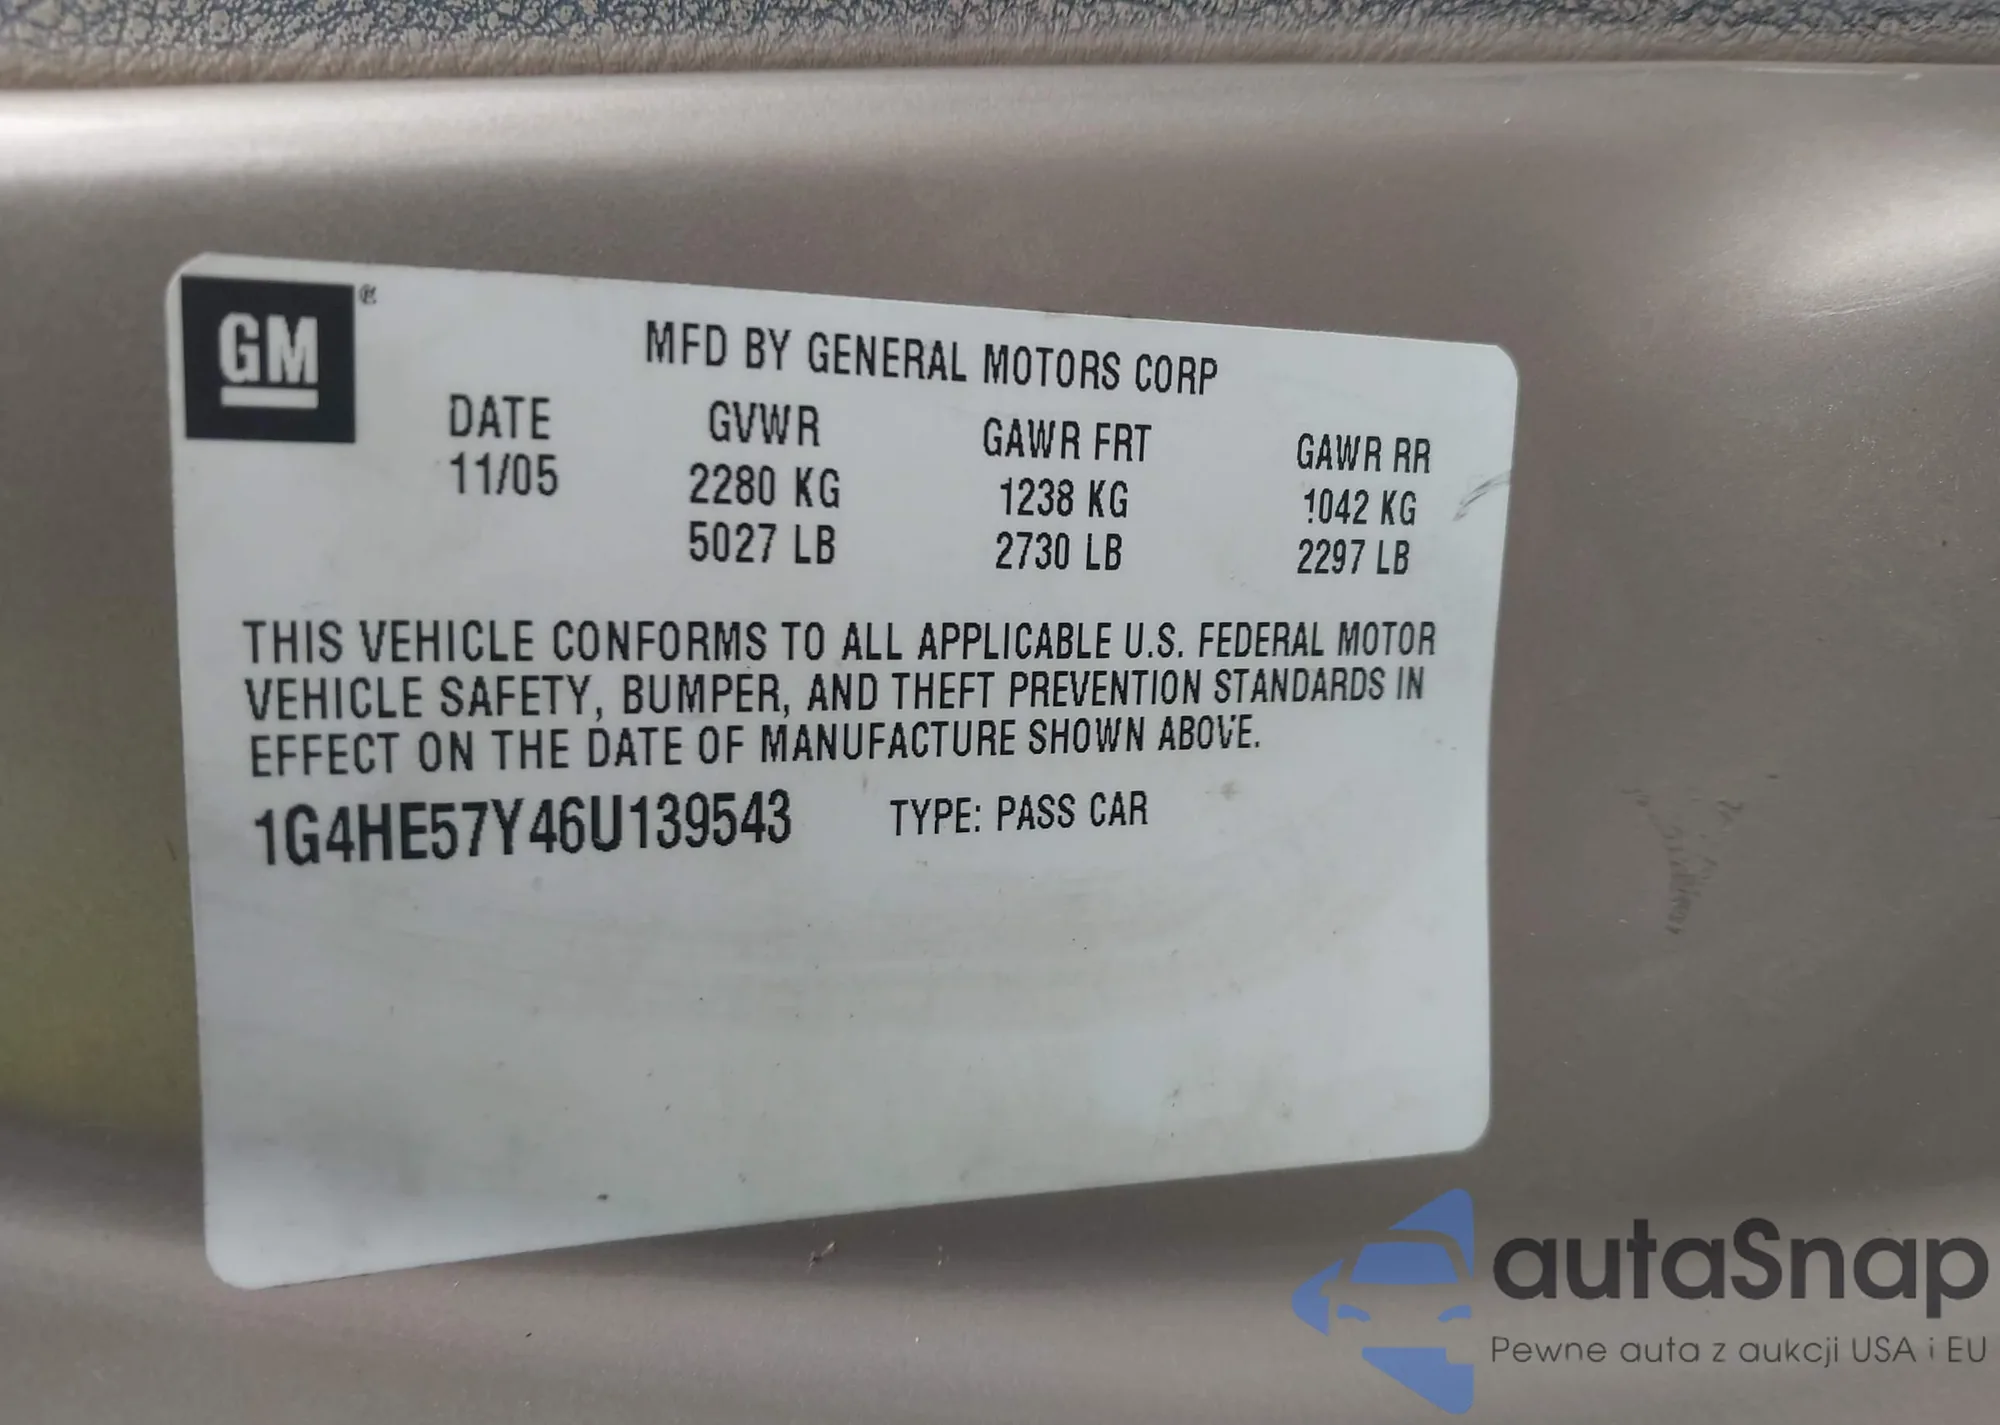 GM®
MFD BY GENERAL MOTORS CORP
DATE GVWR GAWR FRT GAWR RR
11/05 2280 KG 1238 KG 1042 KG
5027 LB 2730 LB 2297 LB
THIS VEHICLE CONFORMS TO ALL APPLICABLE U.S. FEDERAL MOTOR
VEHICLE SAFETY, BUMPER, AND THEFT PREVENTION STANDARDS IN
EFFECT ON THE DATE OF MANUFACTURE SHOWN ABOVE.
1G4HE57Y46U139543 TYPE: PASS CAR
autaSnap
Pewne auta z aukcji USA i EU